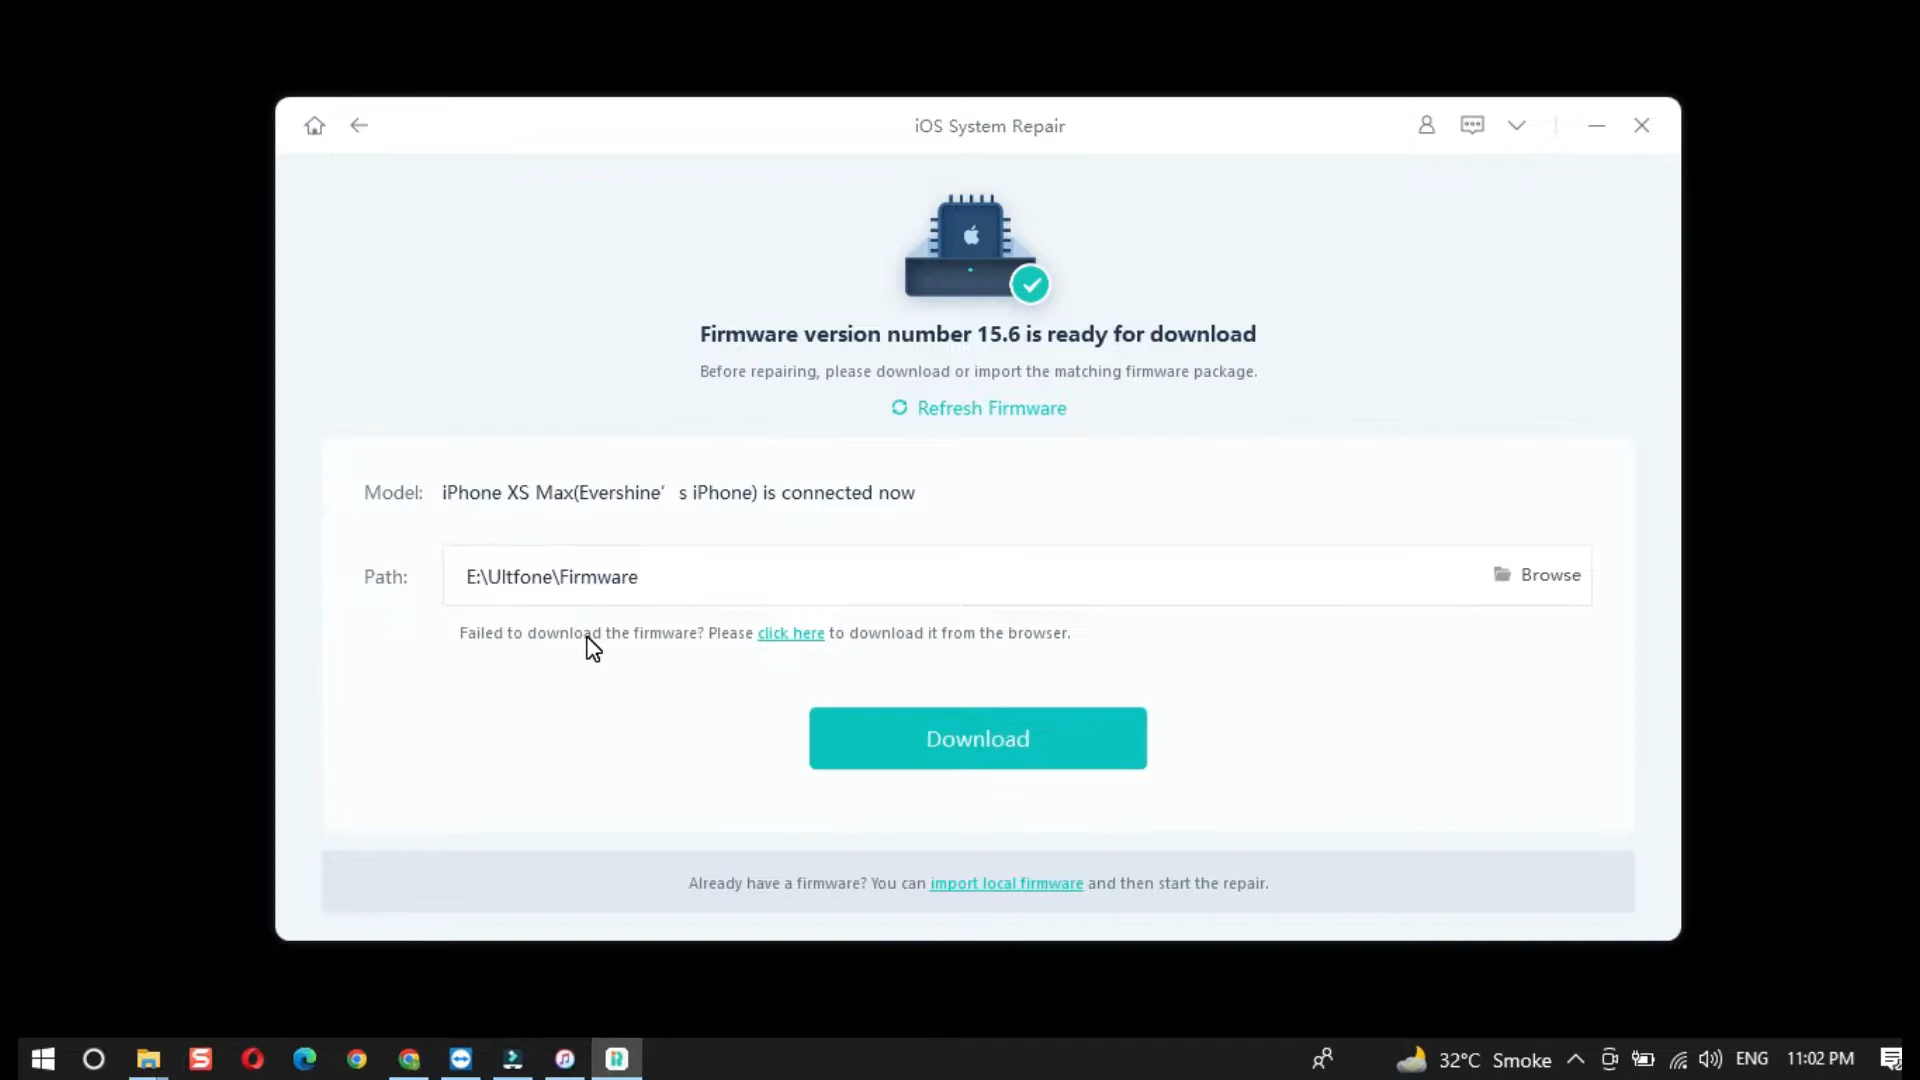 iOS System Repair
Firmware version number 15.6 is ready for download
Before repairing, please download or import the matching firmware package.
Refresh Firmware
Model: iPhone XS Max(Evershine's iPhone) is connected now
Path: E:\Ultfone\Firmware Browse
Failed to download the firmware? Please click here to download it from the browser.
Download
Already have a firmware? You can import local firmware and then start the repair.
32°C Smoke ENG 11:02 PM